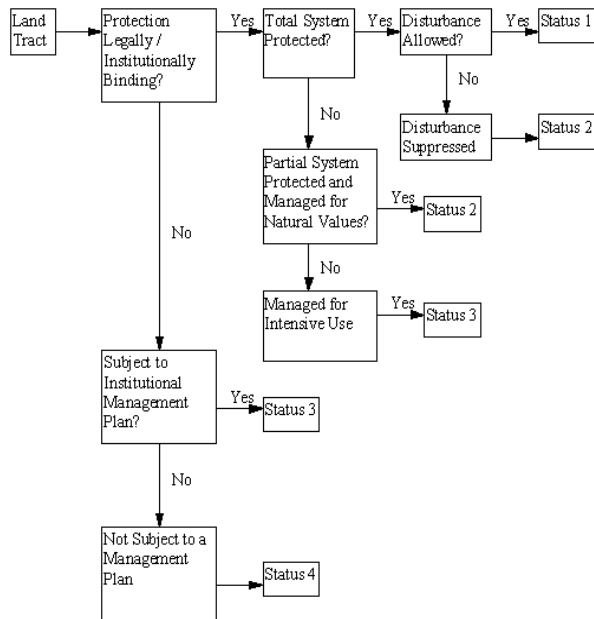 Land
Tract
Protection
Legally /
Institutionally
Binding?
Yes
Total System
Protected?
Yes
Disturbance
Allowed?
Yes
Status 1
No
Disturbance
Suppressed
Status 2
No
Partial System
Protected and
Managed for
Natural Values?
Yes
Status 2
No
Managed for
Intensive Use
Yes
Status 3
No
Subject to
Institutional
Management
Plan?
Yes
Status 3
No
Not Subject to a
Management
Plan
Status 4